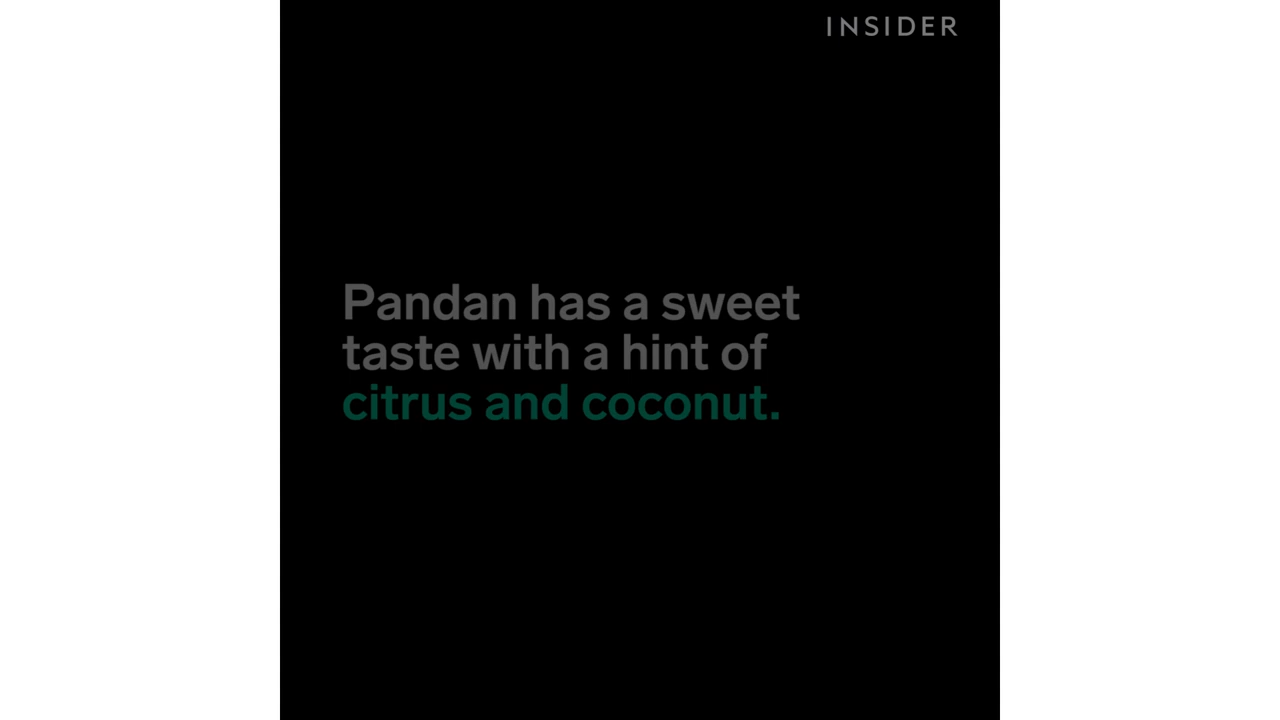 INSIDER
Pandan has a sweet
taste with a hint of
citrus and coconut.